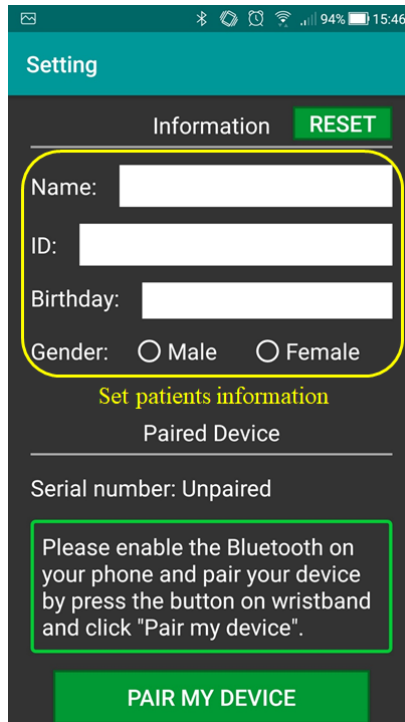 94% 15:46
Setting
Information RESET
Name:
ID:
Birthday:
Gender: Male Female
Set patients information
Paired Device
Serial number: Unpaired
Please enable the Bluetooth on
your phone and pair your device
by press the button on wristband
and click "Pair my device".
PAIR MY DEVICE